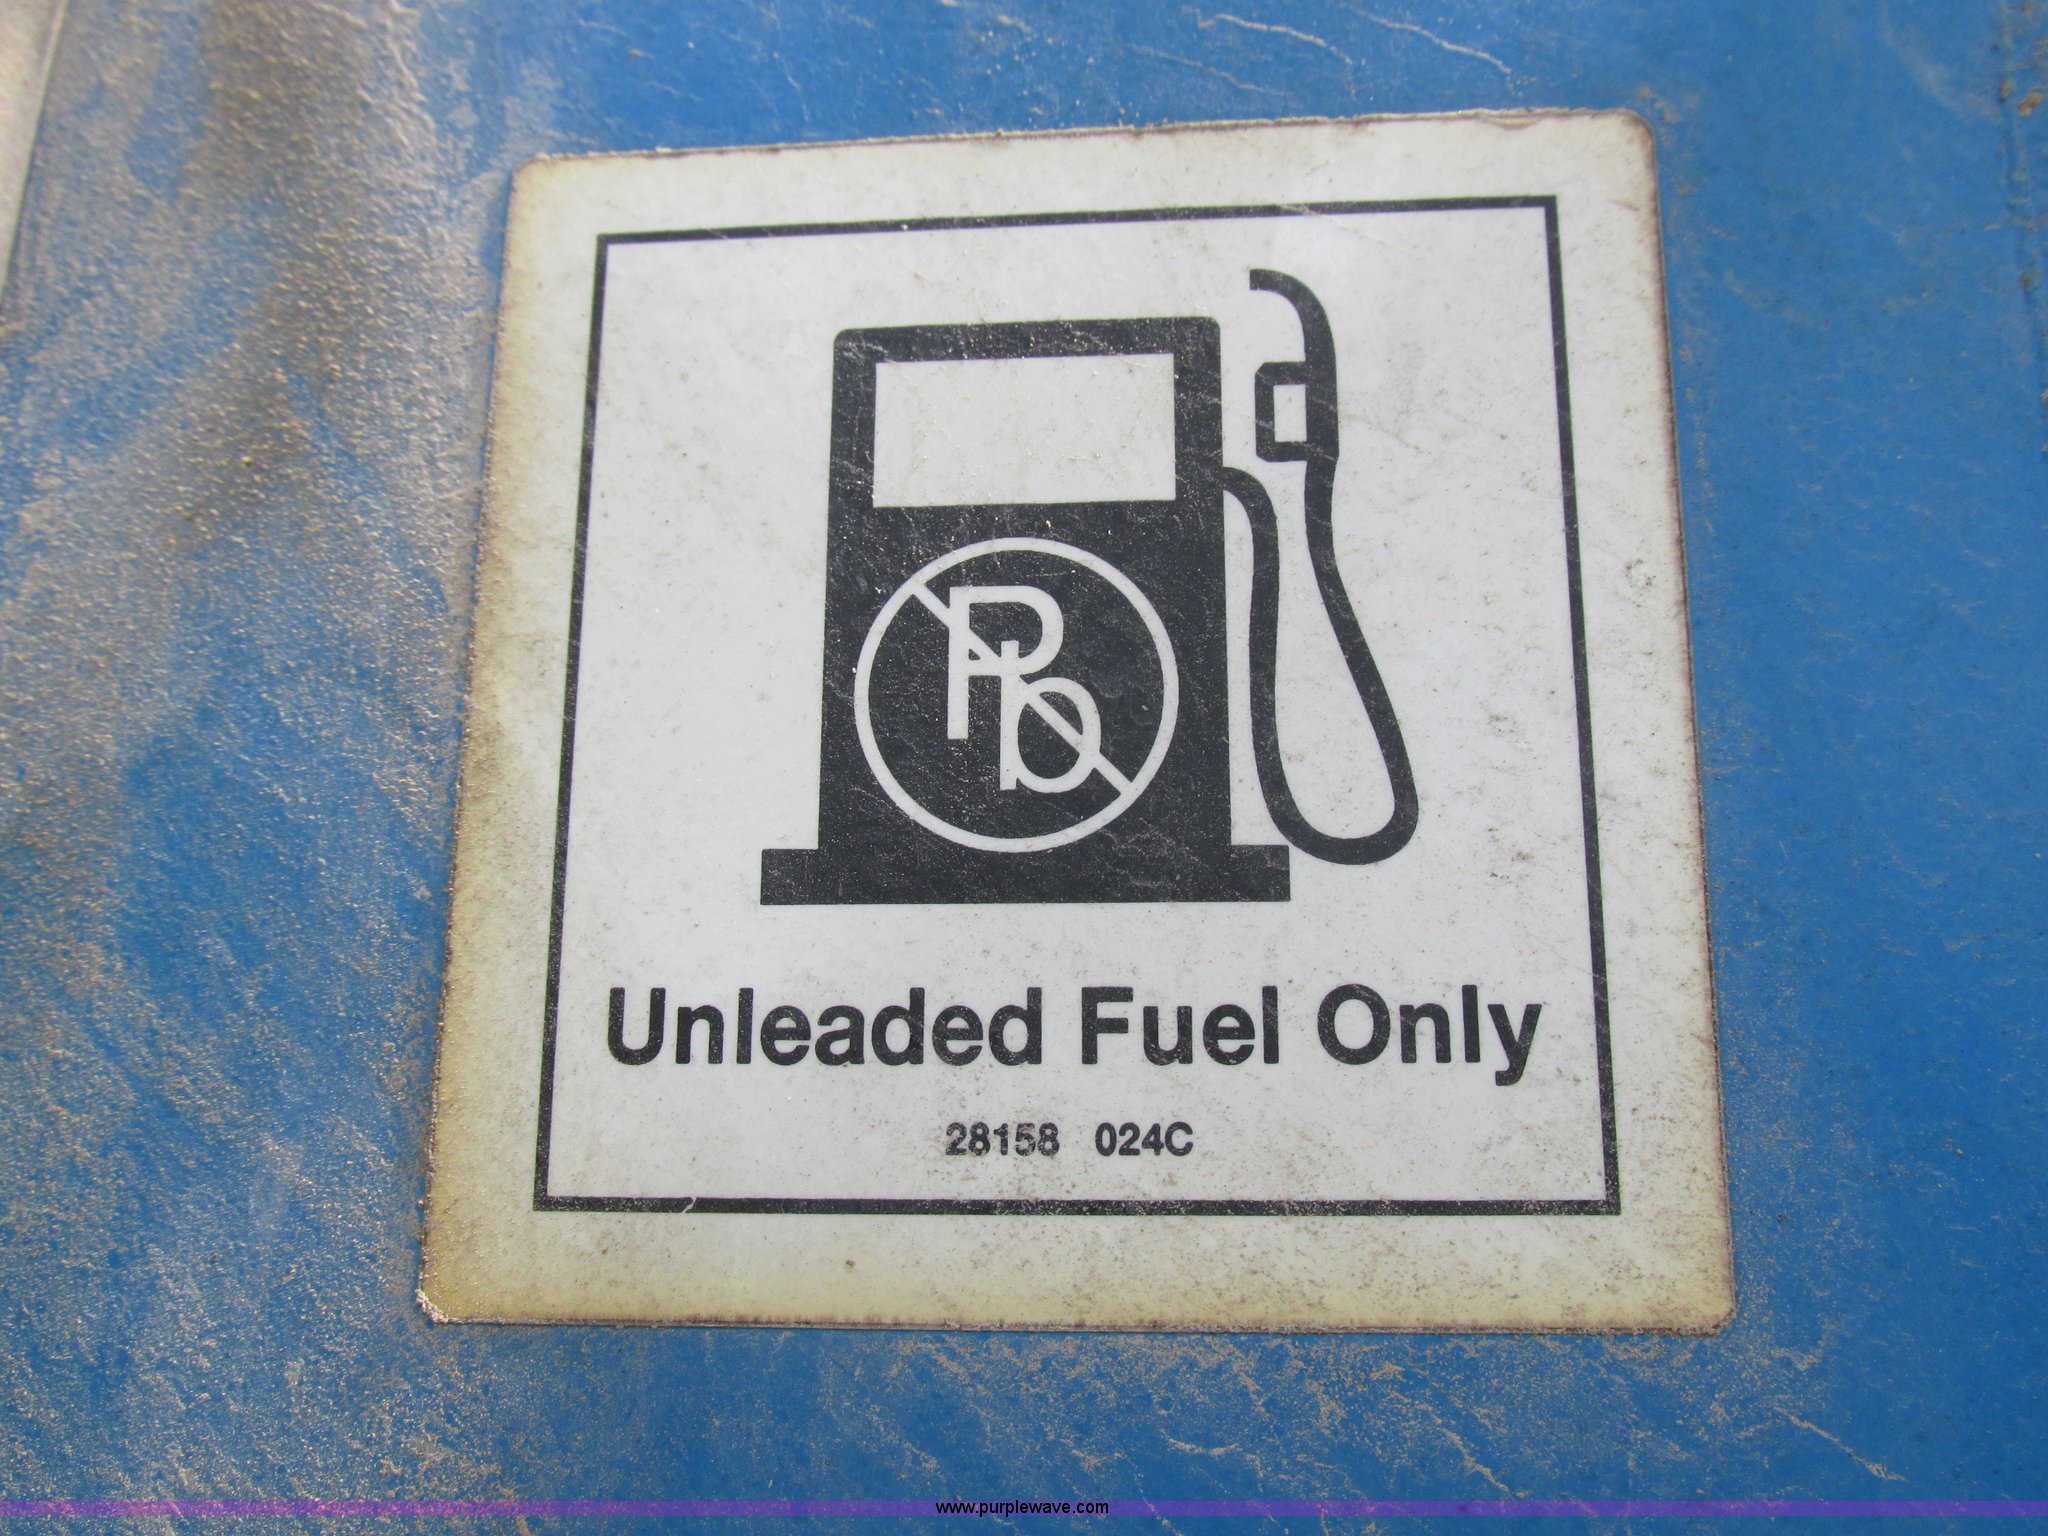 Pb
Unleaded Fuel Only
28158 024C
www.purplewave.com